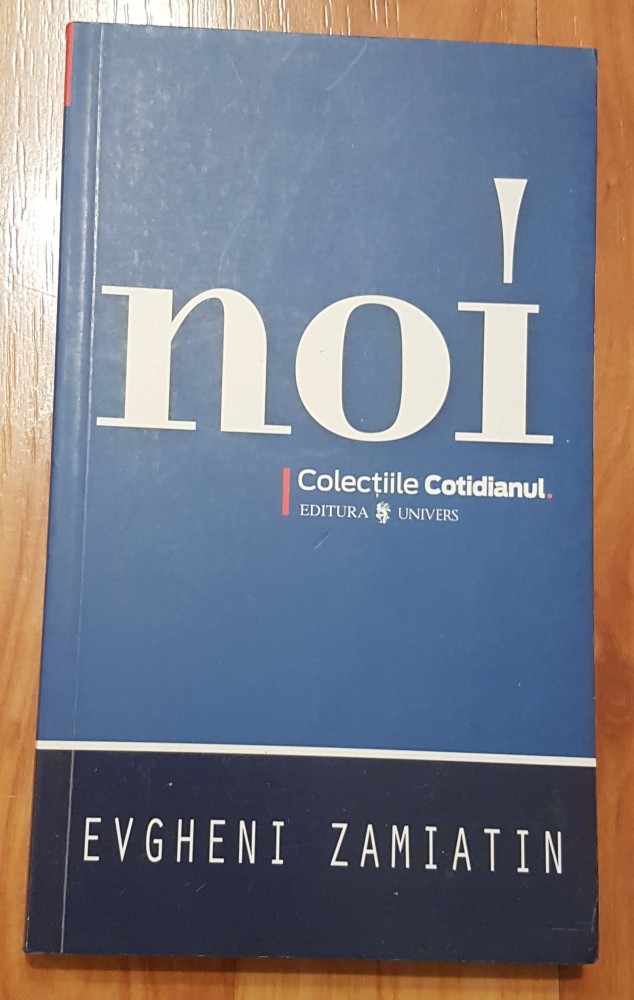 noi
Colecțiile Cotidianul.
EDITURA UNIVERS
EVGHENI ZAMIATIN